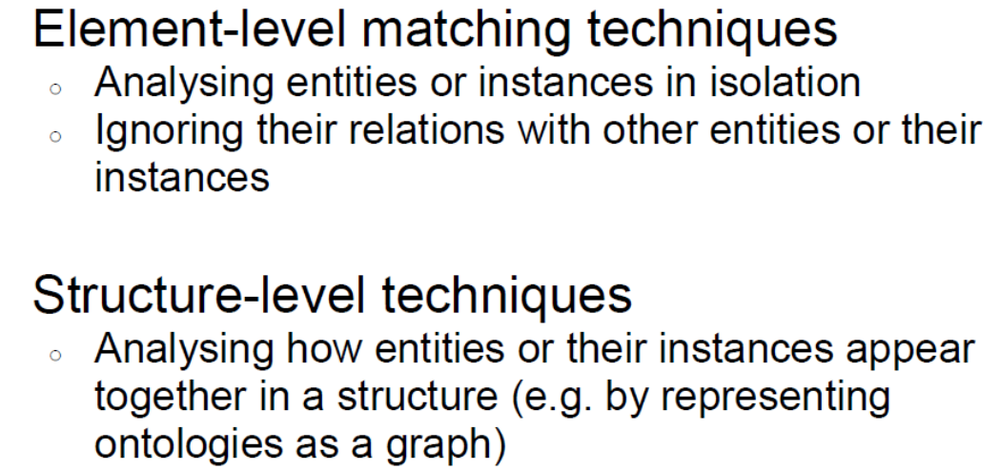 Element-level matching techniques
○ Analysing entities or instances in isolation
○ Ignoring their relations with other entities or their
instances
Structure-level techniques
○ Analysing how entities or their instances appear
together in a structure (e.g. by representing
ontologies as a graph)